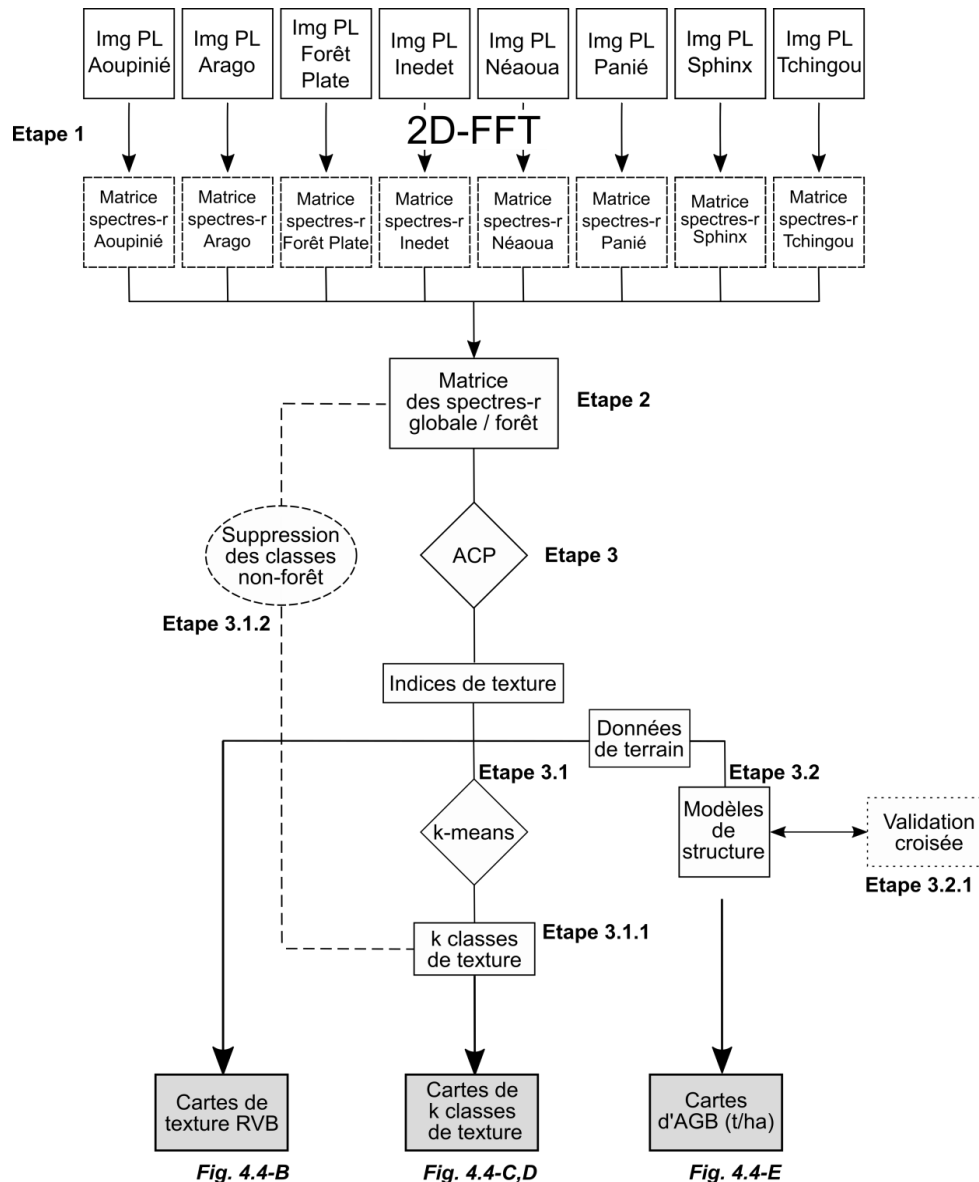 Img PL
Aoupinié
Img PL
Arago
Img PL
Forêt
Plate
Img PL
Inedet
Img PL
Néaoua
Img PL
Panié
Img PL
Sphinx
Img PL
Tchingou
Etape 1
2D-FFT
Matrice
spectres-r
Aoupinié
Matrice
spectres-r
Arago
Matrice
spectres-r
Forêt Plate
Matrice
spectres-r
Inedet
Matrice
spectres-r
Néaoua
Matrice
spectres-r
Panié
Matrice
spectres-r
Sphinx
Matrice
spectres-r
Tchingou
Matrice
des spectres-r
globale / forêt
Etape 2
Suppression
des classes
non-forêt
Etape 3.1.2
ACP
Etape 3
Indices de texture
Données
de terrain
Etape 3.1
Etape 3.2
k-means
Modèles
de
structure
Validation
croisée
Etape 3.2.1
k classes
de texture
Etape 3.1.1
Cartes de
texture RVB
Cartes de
k classes
de texture
Cartes
d'AGB (t/ha)
Fig. 4.4-B
Fig. 4.4-C,D
Fig. 4.4-E